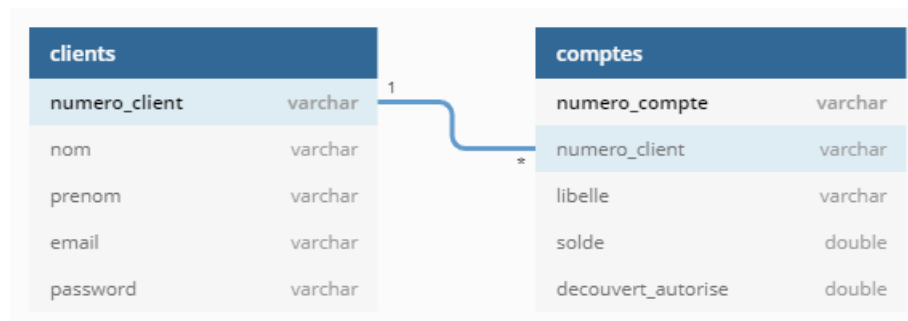 clients
numero_client varchar
nom varchar
prenom varchar
email varchar
password varchar
1
*
comptes
numero_compte varchar
numero_client varchar
libelle varchar
solde double
decouvert_autorise double